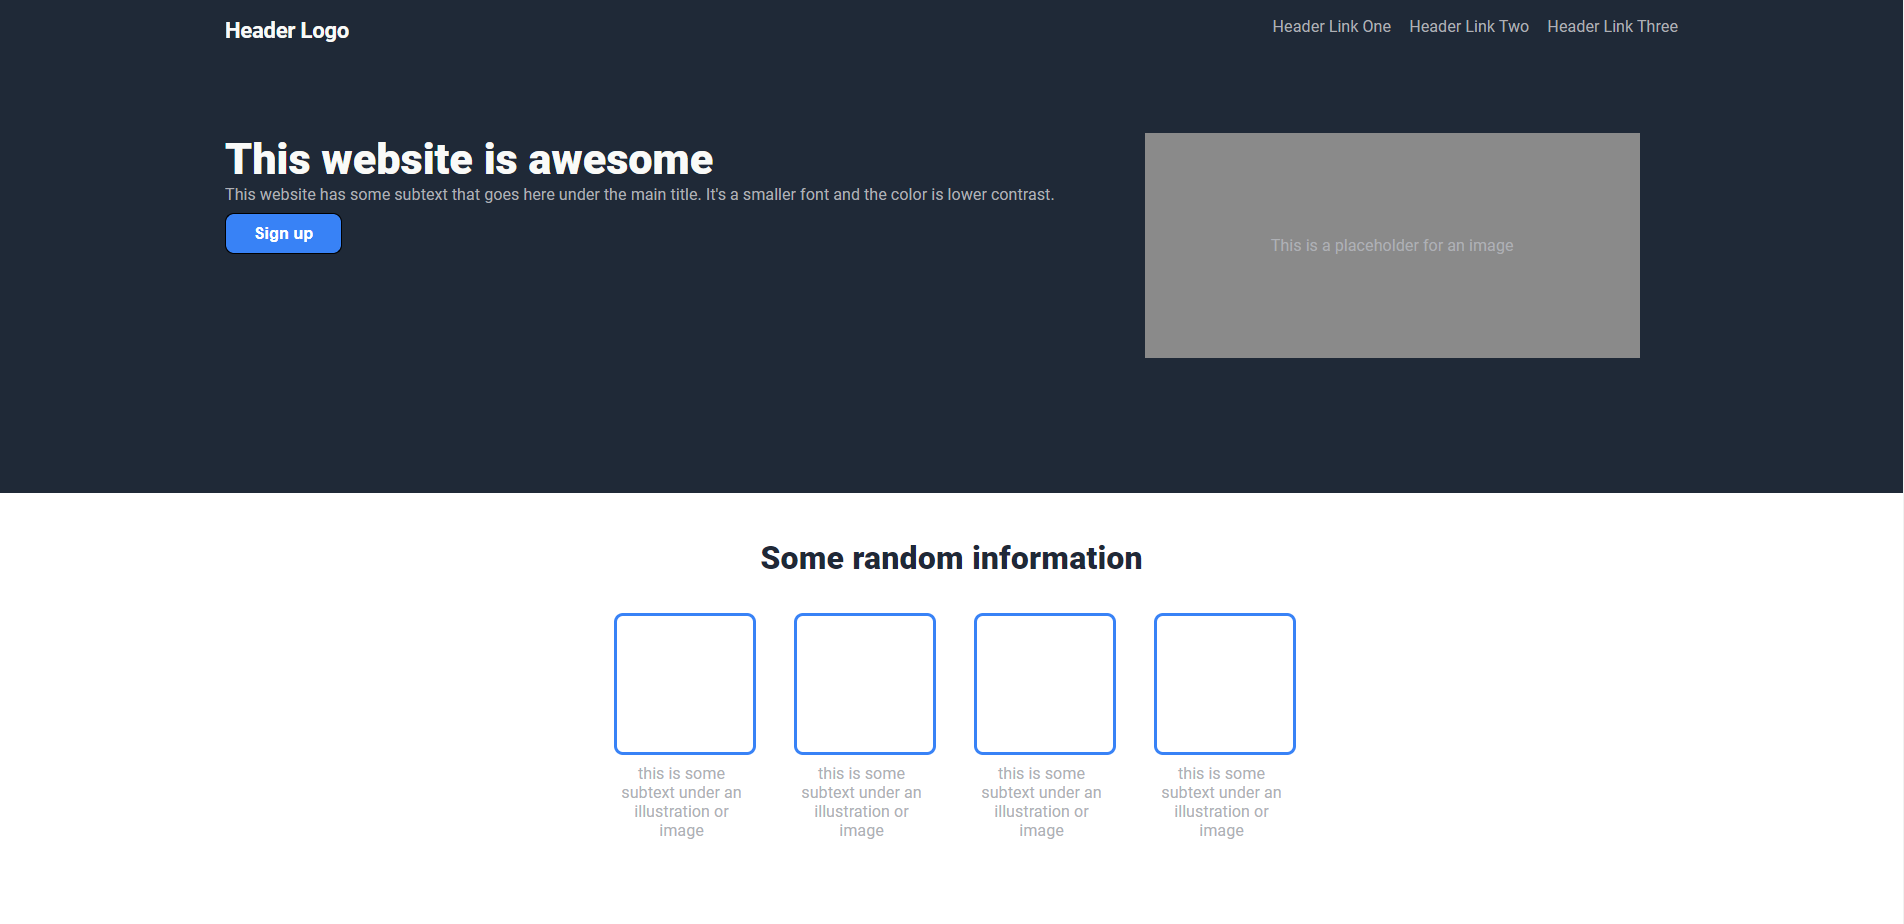 Header Logo
Header Link One
Header Link Two
Header Link Three
This website is awesome
This website has some subtext that goes here under the main title. It's a smaller font and the color is lower contrast.
Sign up
This is a placeholder for an image
Some random information
this is some
subtext under an
illustration or
image
this is some
subtext under an
illustration or
image
this is some
subtext under an
illustration or
image
this is some
subtext under an
illustration or
image